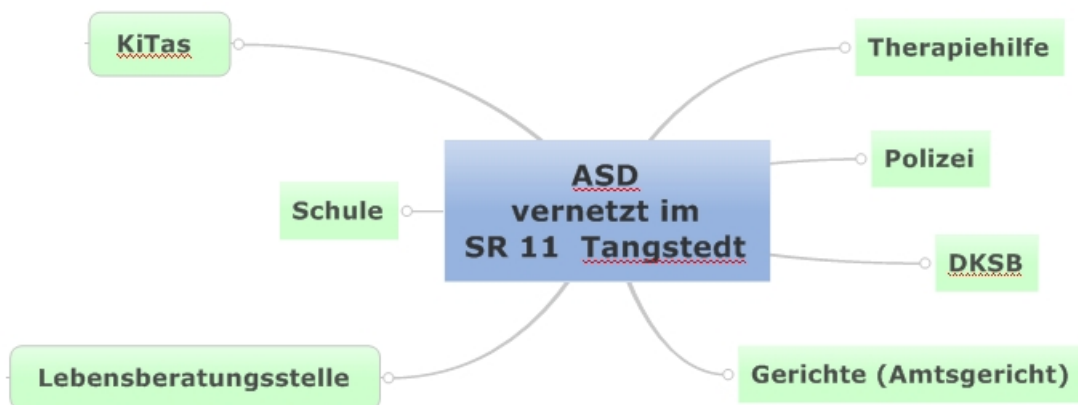 KiTas
Therapiehilfe
Polizei
ASD
vernetzt im
SR 11 Tangstedt
Schule
DKSB
Lebensberatungsstelle
Gerichte (Amtsgericht)